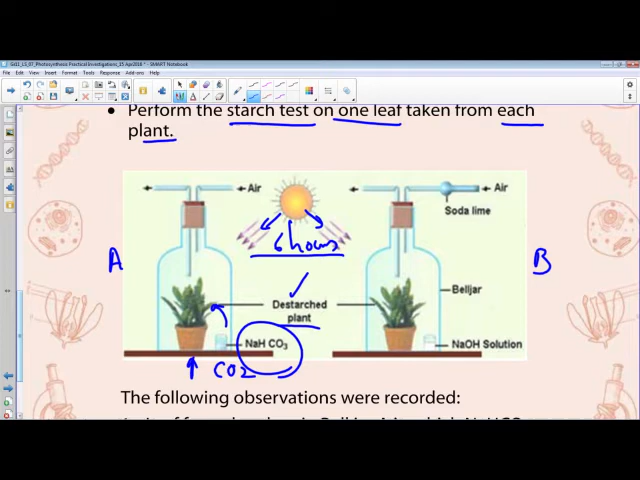 Gr11_LS_07_Photosynthesis Practical Investigations_15 Apr2016 * - SMART Notebook
File Edit View Insert Format Tools Add-ons Response Help
• Perform the starch test on one leaf taken from each
plant.
Air
Air
Soda lime
6 hours
A
B
Belljar
Destarched
plant
NaH CO₃
NaOH Solution
CO2
The following observations were recorded: